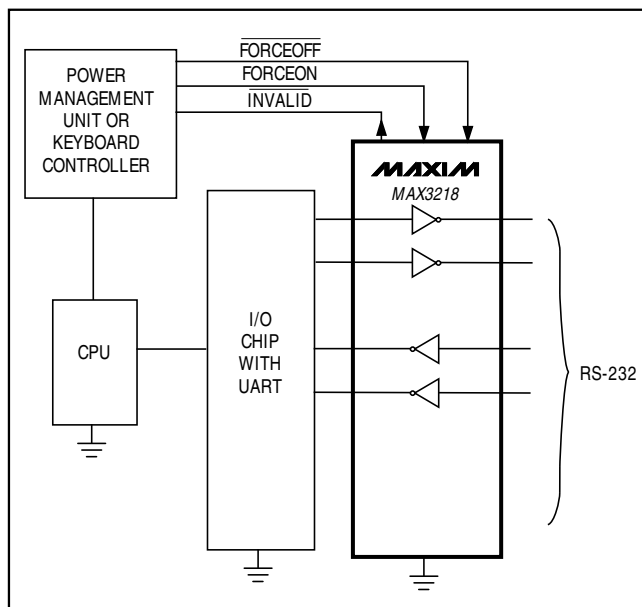 FORCEOFF
FORCEON
INVALID
POWER
MANAGEMENT
UNIT OR
KEYBOARD
CONTROLLER
MAXIM
MAX3218
CPU
I/O
CHIP
WITH
UART
RS-232